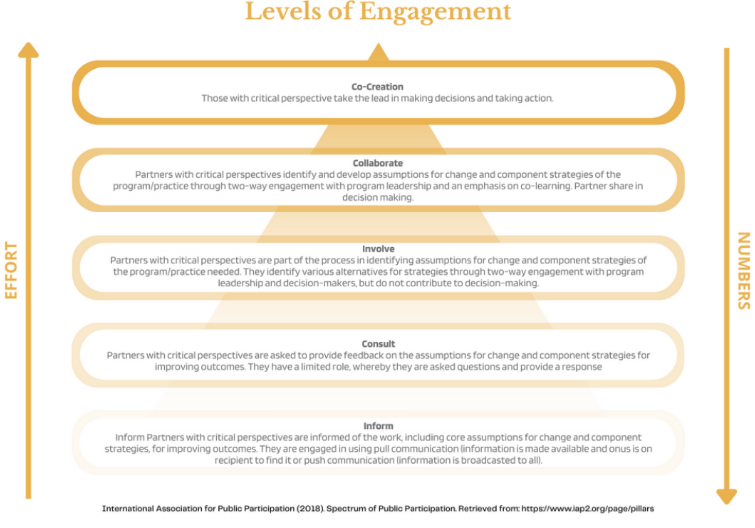 Levels of Engagement
EFFORT
NUMBERS
Co-Creation
Those with critical perspective take the lead in making decisions and taking action.
Collaborate
Partners with critical perspectives identify and develop assumptions for change and component strategies of the
program/practice through two-way engagement with program leadership and an emphasis on co-learning. Partner share in
decision making.
Involve
Partners with critical perspectives are part of the process in identifying assumptions for change and component strategies of
the program/practice needed. They identify various alternatives for strategies through two-way engagement with program
leadership and decision-makers, but do not contribute to decision-making.
Consult
Partners with critical perspectives are asked to provide feedback on the assumptions for change and component strategies for
improving outcomes. They have a limited role, whereby they are asked questions and provide a response
Inform
Inform Partners with critical perspectives are informed of the work, including core assumptions for change and component
strategies, for improving outcomes. They are engaged in using pull communication (information is made available and onus is on
recipient to find it or push communication (information is broadcasted to all).
International Association for Public Participation (2018). Spectrum of Public Participation. Retrieved from: https://www.iap2.org/page/pillars